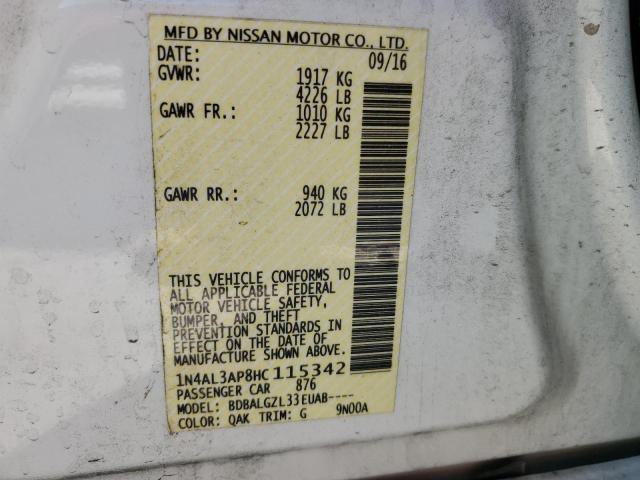 MFD BY NISSAN MOTOR CO., LTD.
DATE: 09/16
GVWR: 1917 KG
4226 LB
GAWR FR.: 1010 KG
2227 LB
GAWR RR.: 940 KG
2072 LB
THIS VEHICLE CONFORMS TO
ALL APPLICABLE FEDERAL
MOTOR VEHICLE SAFETY,
BUMPER, AND THEFT
PREVENTION STANDARDS IN
EFFECT ON THE DATE OF
MANUFACTURE SHOWN ABOVE.
1N4AL3AP8HC 115342
PASSENGER CAR 876
MODEL: BDBALGZL33EUAB----
COLOR: QAK TRIM: G 9N00A